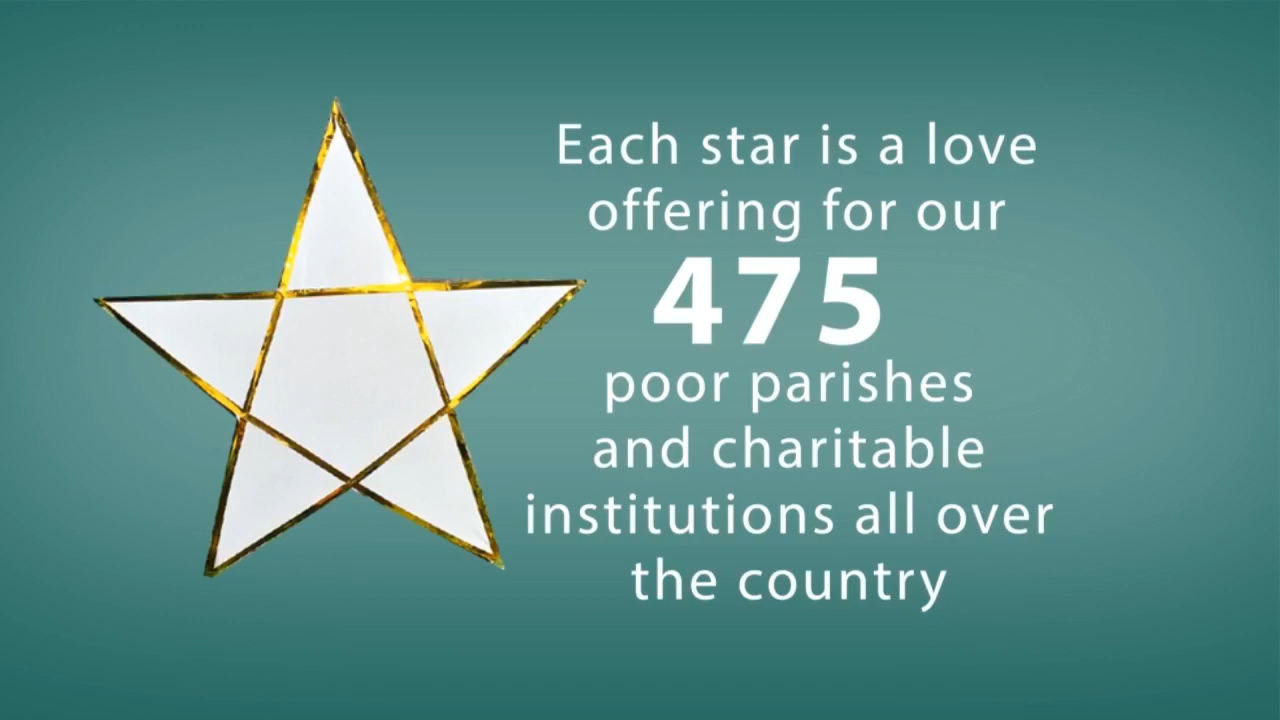 Each star is a love
offering for our
475
poor parishes
and charitable
institutions all over
the country